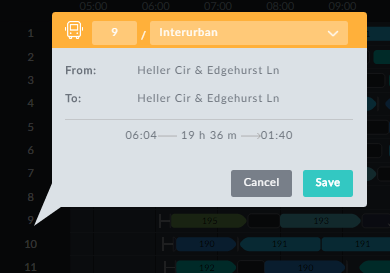 05:00 06:00 07:00 08:00 09:00
1
2
3
4
5
6
7
8
9
10
11
9 / Interurban
From: Heller Cir & Edgehurst Ln
To: Heller Cir & Edgehurst Ln
06:04 19 h 36 m 01:40
Cancel Save
195 193
190 191 191
192 190